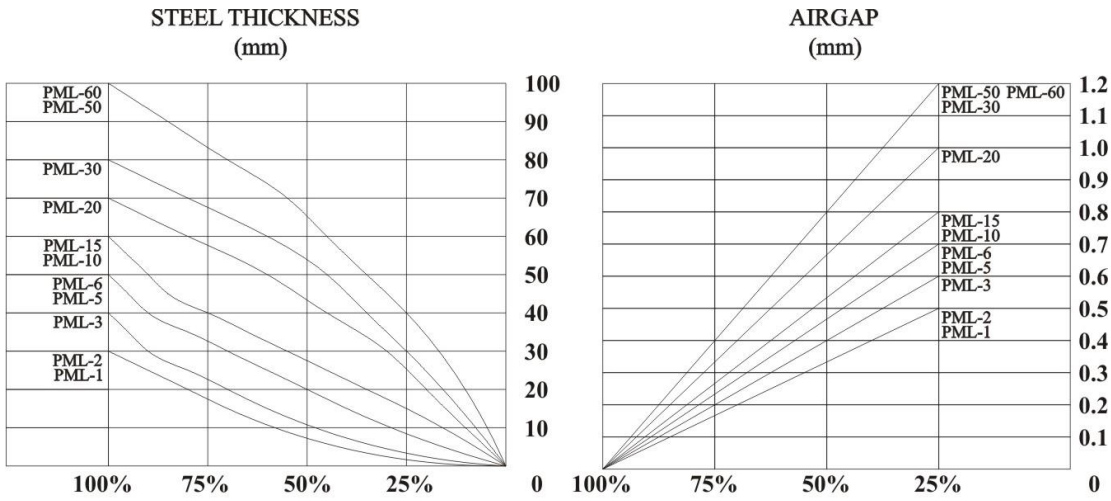 STEEL THICKNESS
(mm)
PML-60
PML-50
PML-30
PML-20
PML-15
PML-10
PML-6
PML-5
PML-3
PML-2
PML-1
100
90
80
70
60
50
40
30
20
10
100%
75%
50%
25%
0
AIRGAP
(mm)
PML-50 PML-60
PML-30
PML-20
PML-15
PML-10
PML-6
PML-5
PML-3
PML-2
PML-1
1.2
1.1
1.0
0.9
0.8
0.7
0.6
0.5
0.4
0.3
0.2
0.1
100%
75%
50%
25%
0